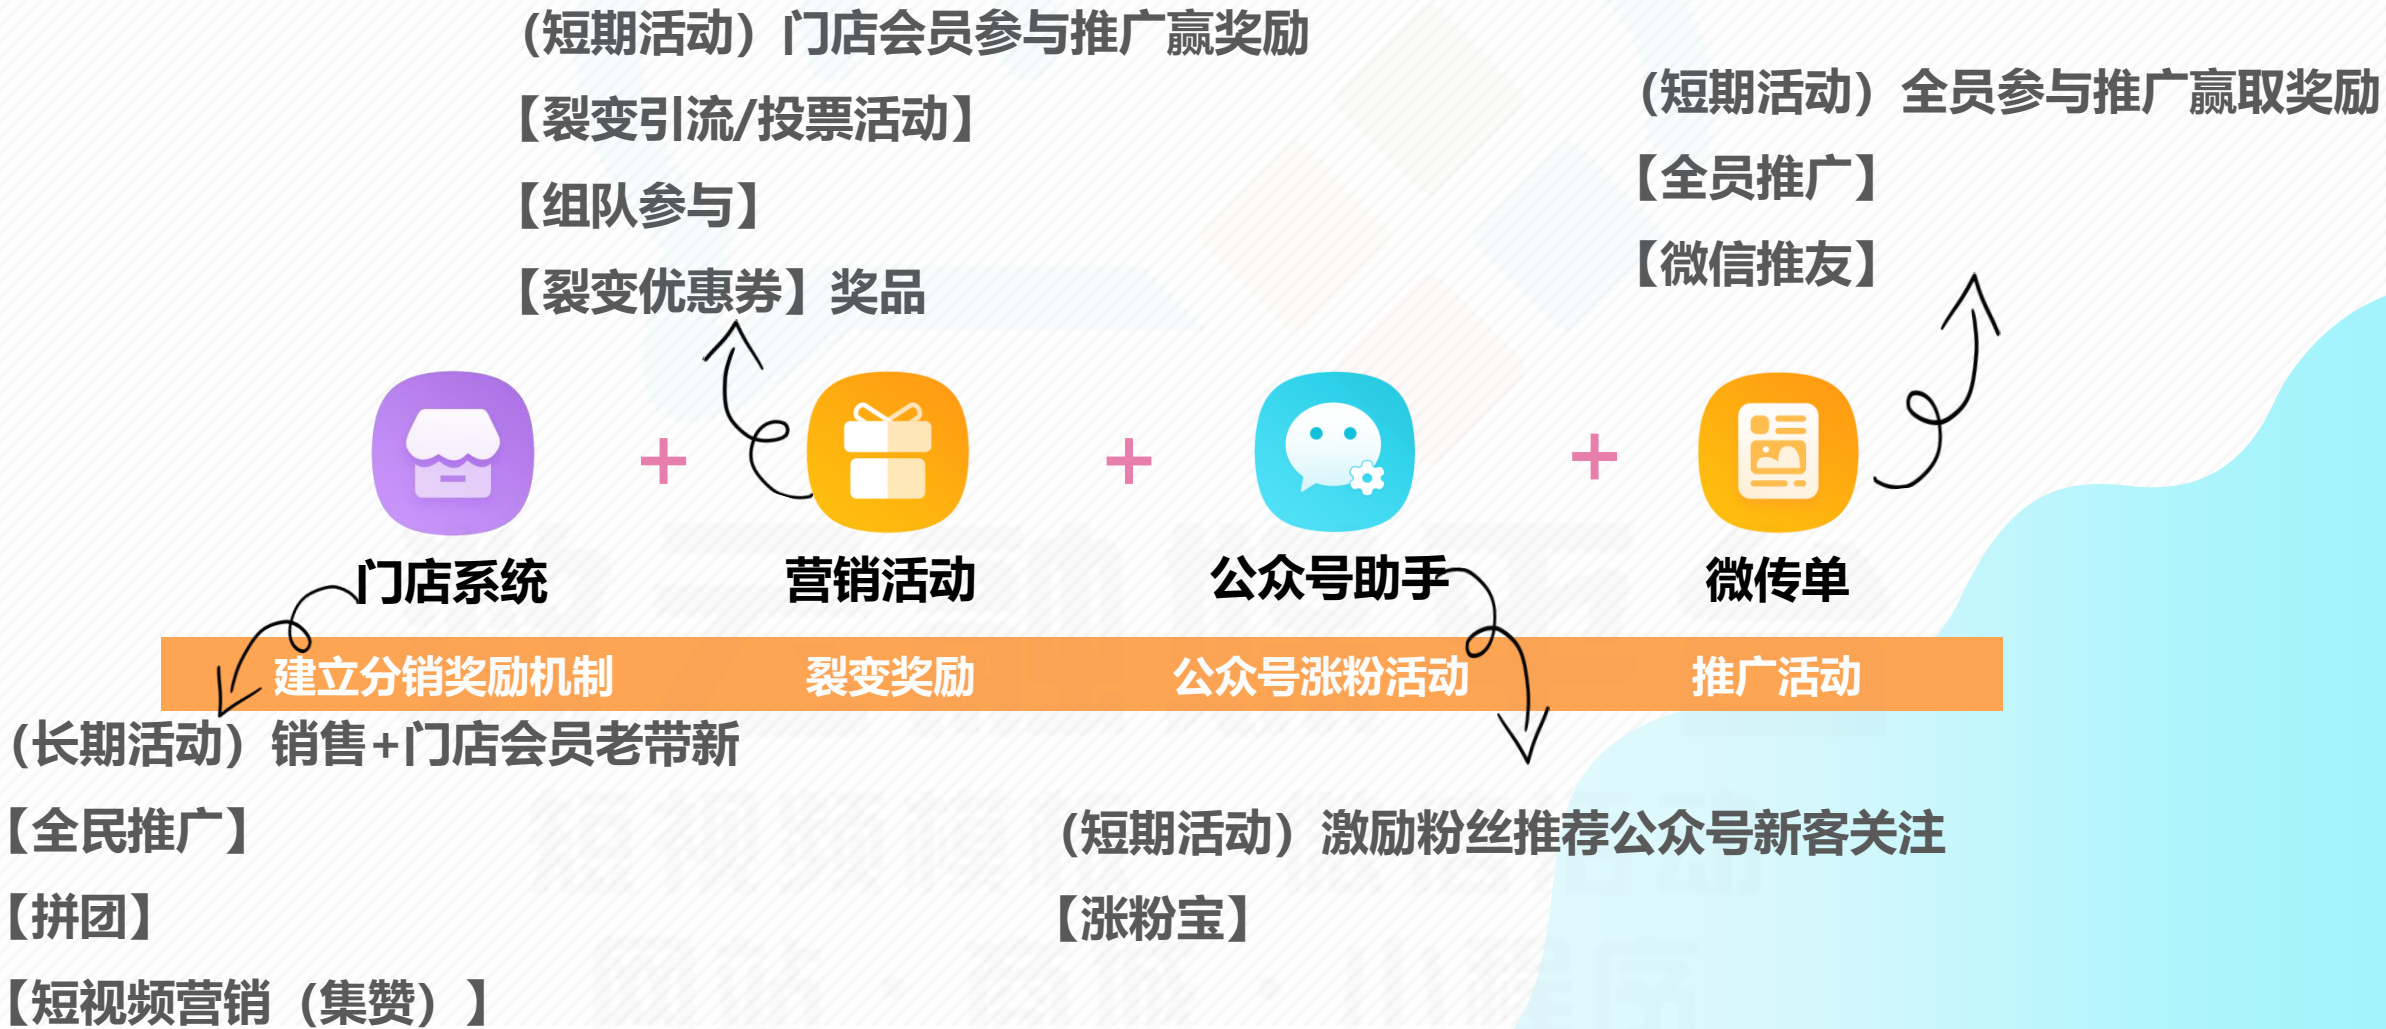 （短期活动）门店会员参与推广赢奖励
【裂变引流/投票活动】
【组队参与】
【裂变优惠券】奖品
（短期活动）全员参与推广赢取奖励
【全员推广】
【微信推友】
门店系统
+
营销活动
+
公众号助手
+
微传单
建立分销奖励机制
裂变奖励
公众号涨粉活动
推广活动
（长期活动）销售+门店会员老带新
【全民推广】
【拼团】
【短视频营销（集赞）】
（短期活动）激励粉丝推荐公众号新客关注
【涨粉宝】